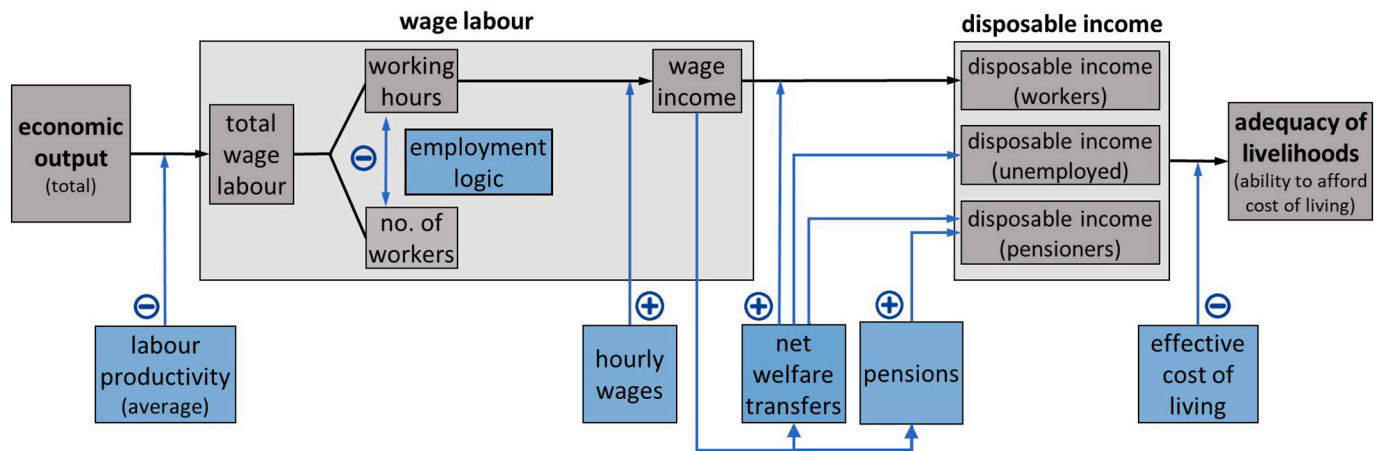 wage labour
disposable income
working
hours
wage
income
disposable income
(workers)
economic
output
(total)
total
wage
labour
employment
logic
disposable income
(unemployed)
adequacy of
livelihoods
(ability to afford
cost of living)
no. of
workers
disposable income
(pensioners)
labour
productivity
(average)
hourly
wages
net
welfare
transfers
pensions
effective
cost of
living